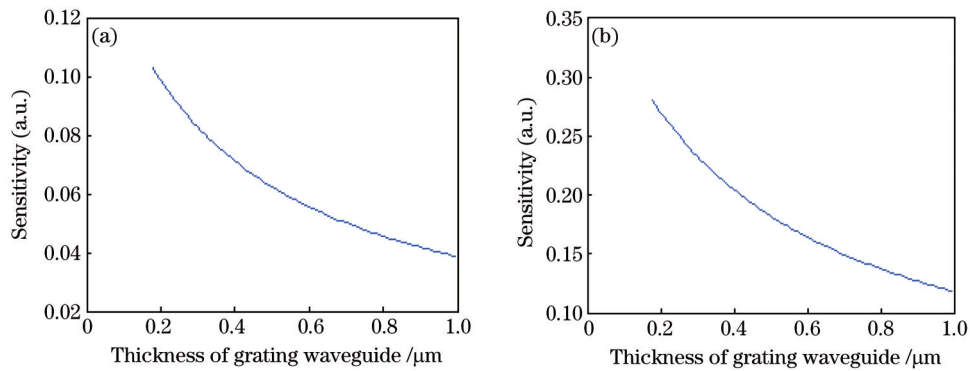 (a)
Sensitivity (a.u.)
0.12
0.10
0.08
0.06
0.04
0.02
0 0.2 0.4 0.6 0.8 1.0
Thickness of grating waveguide /μm
(b)
Sensitivity (a.u.)
0.35
0.30
0.25
0.20
0.15
0.10
0 0.2 0.4 0.6 0.8 1.0
Thickness of grating waveguide /μm